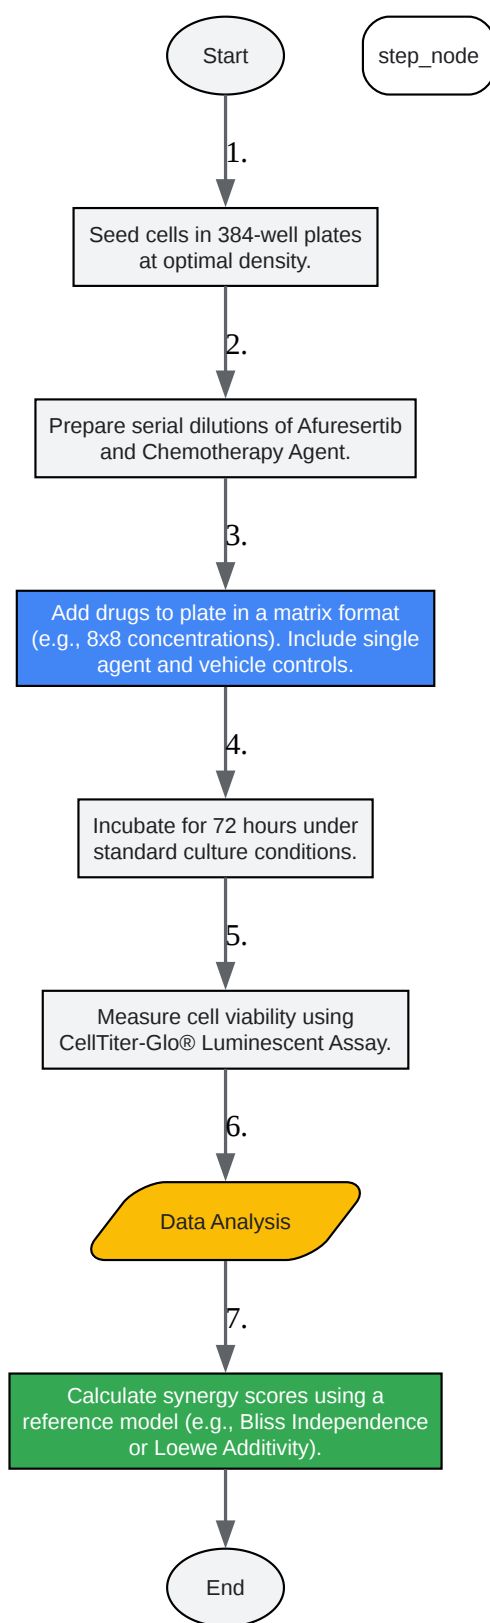 Start
step_node
1.
Seed cells in 384-well plates
at optimal density.
2.
Prepare serial dilutions of Afuresertib
and Chemotherapy Agent.
3.
Add drugs to plate in a matrix format
(e.g., 8x8 concentrations). Include single
agent and vehicle controls.
4.
Incubate for 72 hours under
standard culture conditions.
5.
Measure cell viability using
CellTiter-Glo® Luminescent Assay.
6.
Data Analysis
7.
Calculate synergy scores using a
reference model (e.g., Bliss Independence
or Loewe Additivity).
End